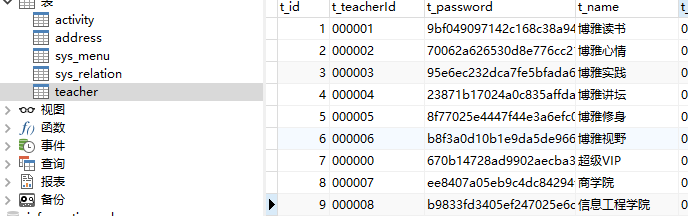 表
activity
address
sys_menu
sys_relation
teacher
视图
函数
事件
查询
报表
备份
t_id t_teacherId t_password t_name
1 000001 9bf049097142c168c38a94 博雅读书 0
2 000002 70062a626530d8e776cc2 博雅心情 0
3 000003 95e6ec232dca7fe5bfada6 博雅实践 0
4 000004 23871b17024a0c835affda 博雅讲坛 0
5 000005 8f77025e4447f44e3a6efc 博雅修身 0
6 000006 b8f3a0d10b1e9da5de966 博雅视野 0
7 000000 670b14728ad9902aecba3 超级VIP 0
8 000007 ee8407a05eb9c4dc84294 商学院 0
9 000008 b9833fd3405ef247025e6 信息工程学院 0